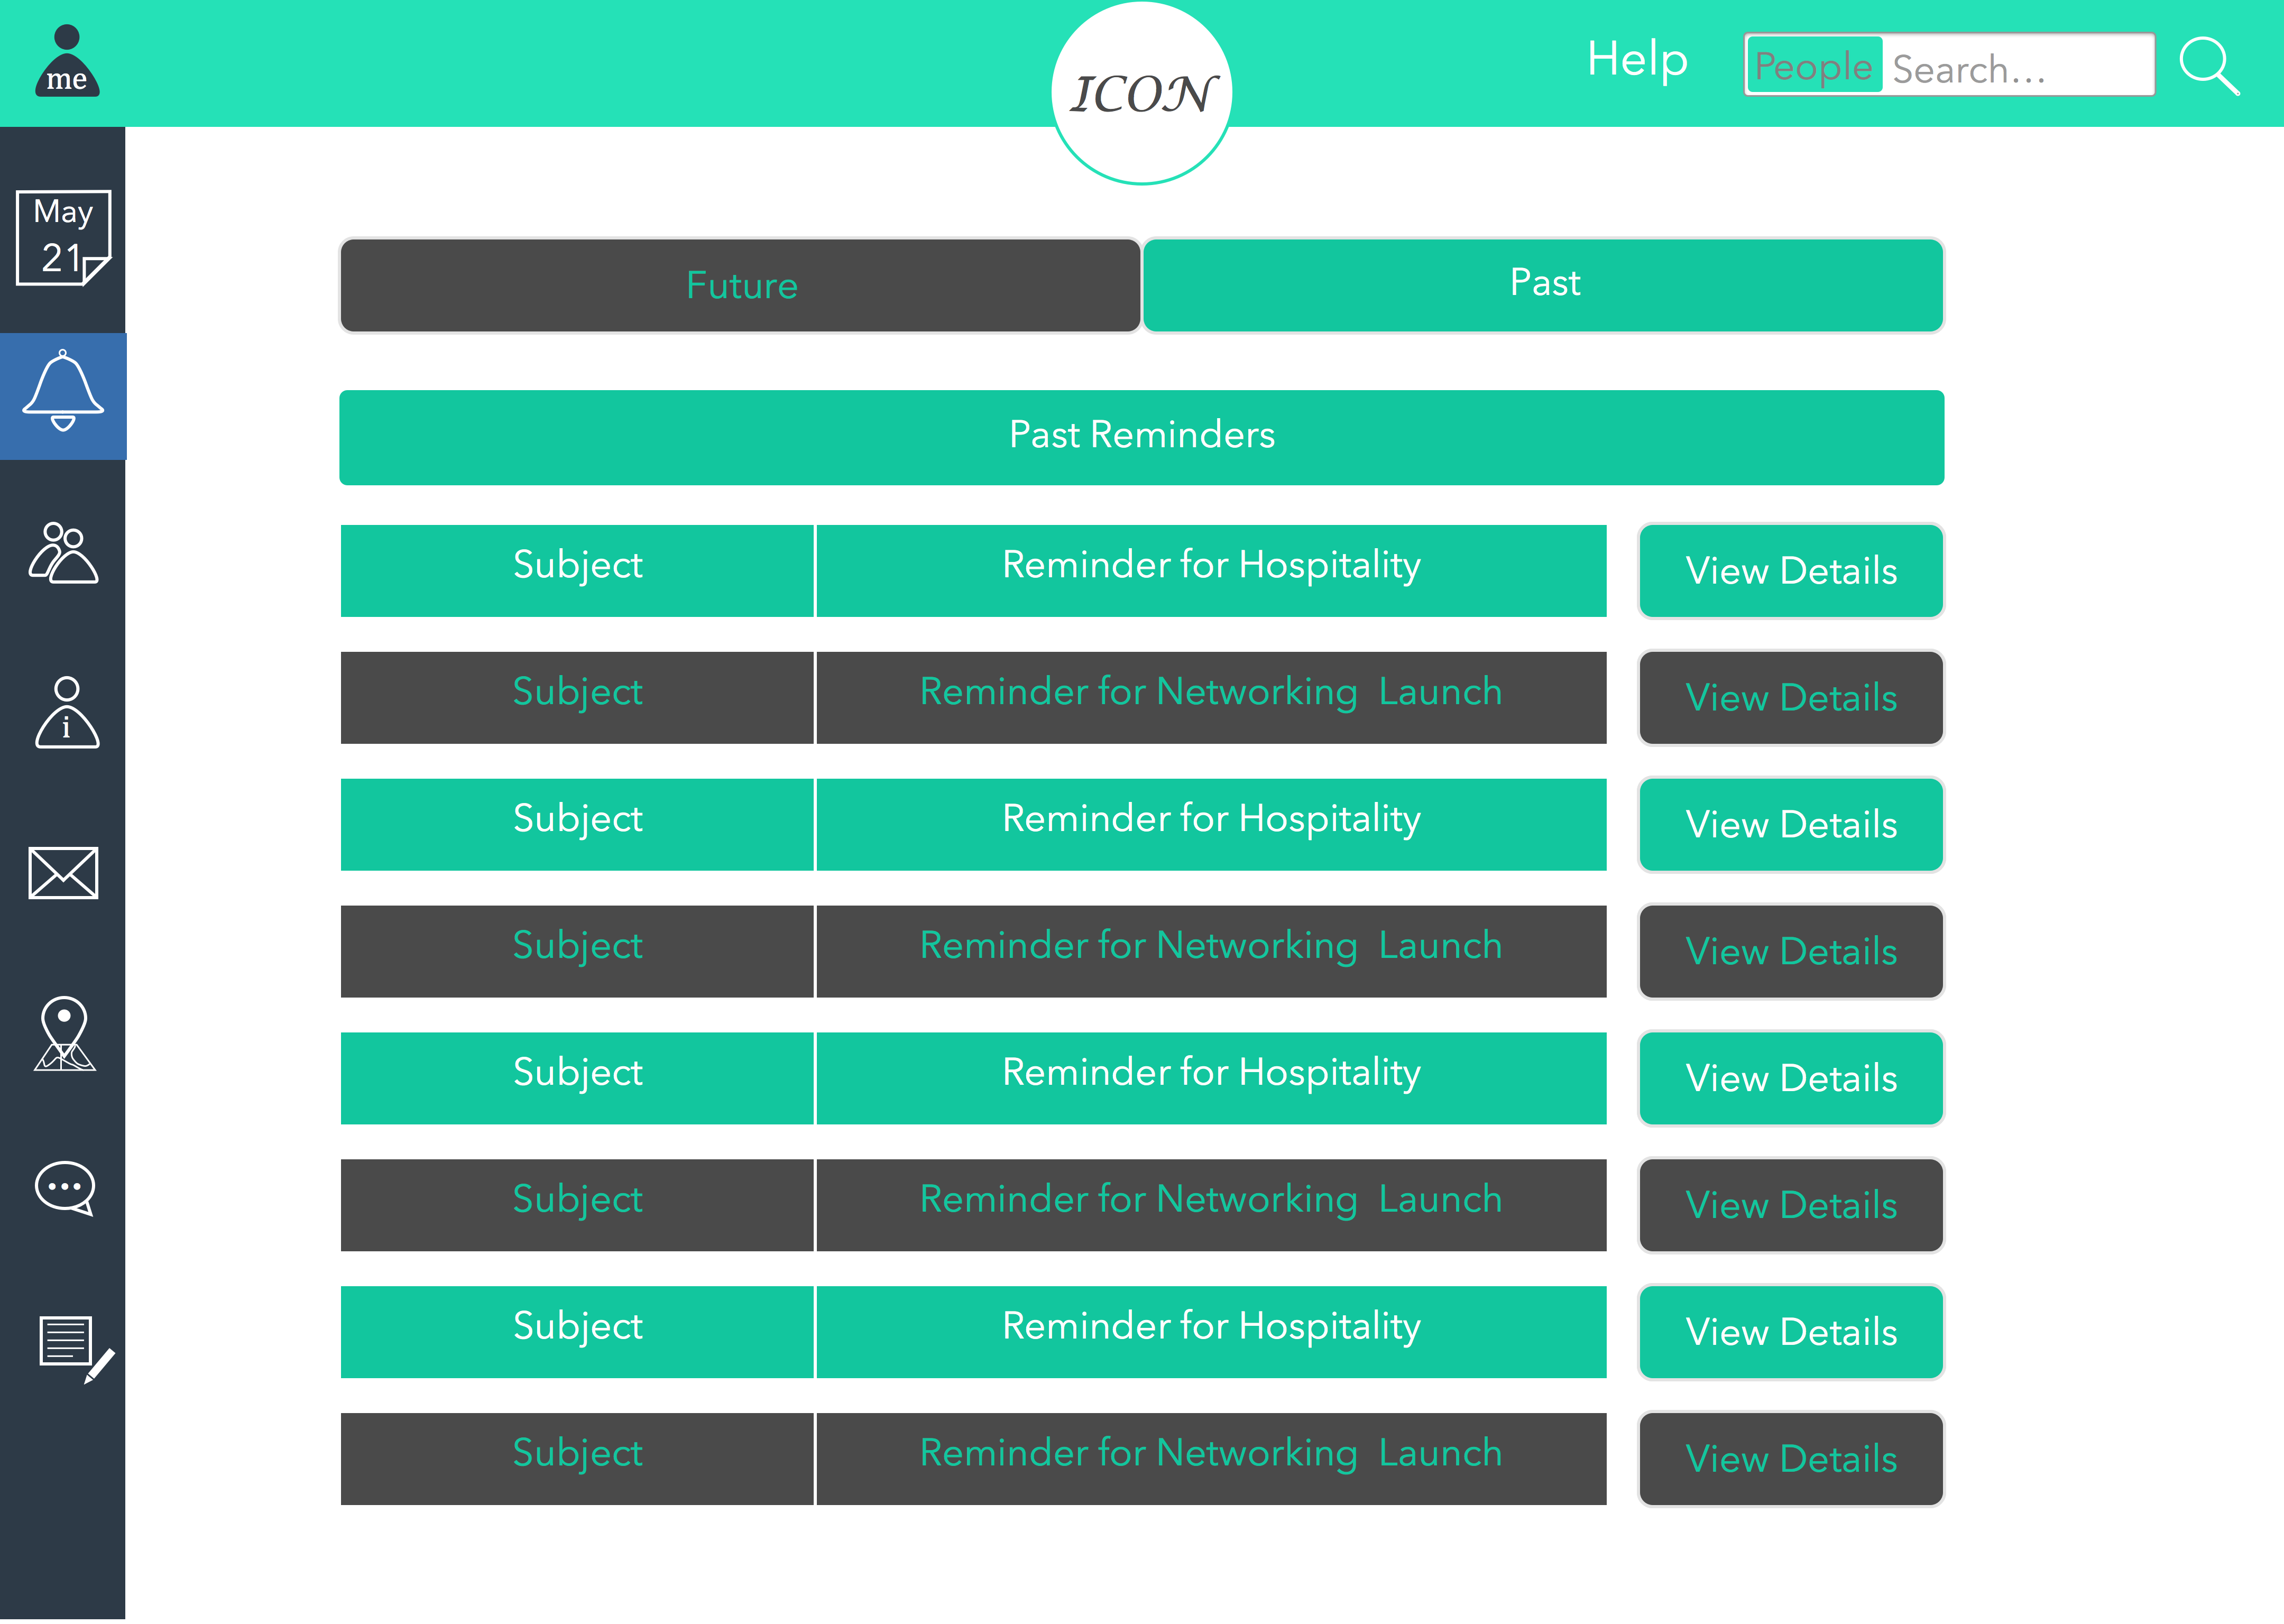 me
ICON
Help
People
Search...
May
21
Future
Past
Past Reminders
Subject
Reminder for Hospitality
View Details
Subject
Reminder for Networking  Launch
View Details
Subject
Reminder for Hospitality
View Details
Subject
Reminder for Networking  Launch
View Details
Subject
Reminder for Hospitality
View Details
Subject
Reminder for Networking  Launch
View Details
Subject
Reminder for Hospitality
View Details
Subject
Reminder for Networking  Launch
View Details
i